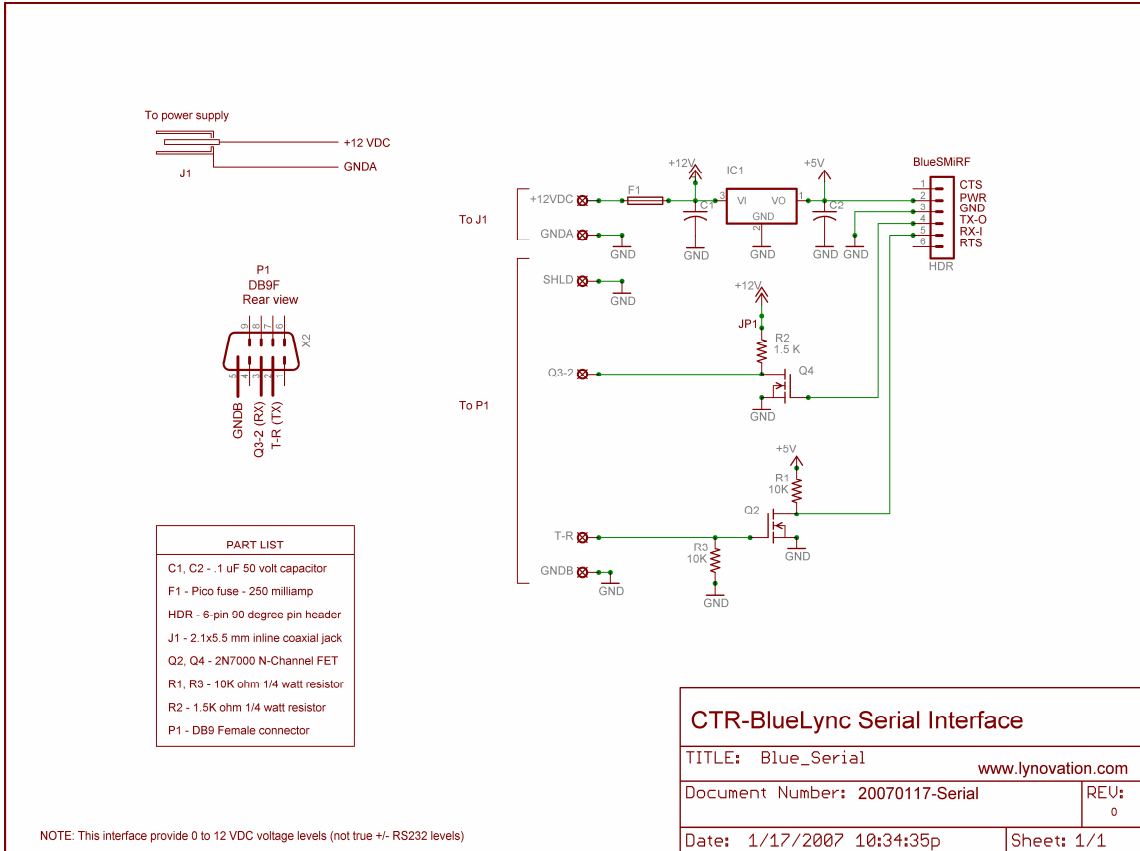 To power supply
+12 VDC
GNDA
J1
P1
DB9F
Rear view
9 8 7 6
X2
5 4 3 2 1
GNDB
Q3-2 (RX)
T-R (TX)
To J1
+12VDC
F1
+12V
C1
IC1
3 VI VO 1
GND
2
+5V
C2
GNDA
GND
GND
GND
GND
GND
BlueSMiRF
1 CTS
2 PWR
3 GND
4 TX-O
5 RX-I
6 RTS
HDR
To P1
SHLD
GND
+12V
JP1
R2
1.5 K
Q3-2
Q4
GND
+5V
R1
10K
Q2
T-R
R3
10K
GND
GNDB
GND
GND
PART LIST
C1, C2 - .1 uF 50 volt capacitor
F1 - Pico fuse - 250 milliamp
HDR - 6-pin 90 degree pin header
J1 - 2.1x5.5 mm inline coaxial jack
Q2, Q4 - 2N7000 N-Channel FET
R1, R3 - 10K ohm 1/4 watt resistor
R2 - 1.5K ohm 1/4 watt resistor
P1 - DB9 Female connector
NOTE: This interface provide 0 to 12 VDC voltage levels (not true +/- RS232 levels)
CTR-BlueLync Serial Interface
TITLE: Blue_Serial
www.lynovation.com
Document Number: 20070117-Serial
REV:
0
Date: 1/17/2007 10:34:35p
Sheet: 1/1